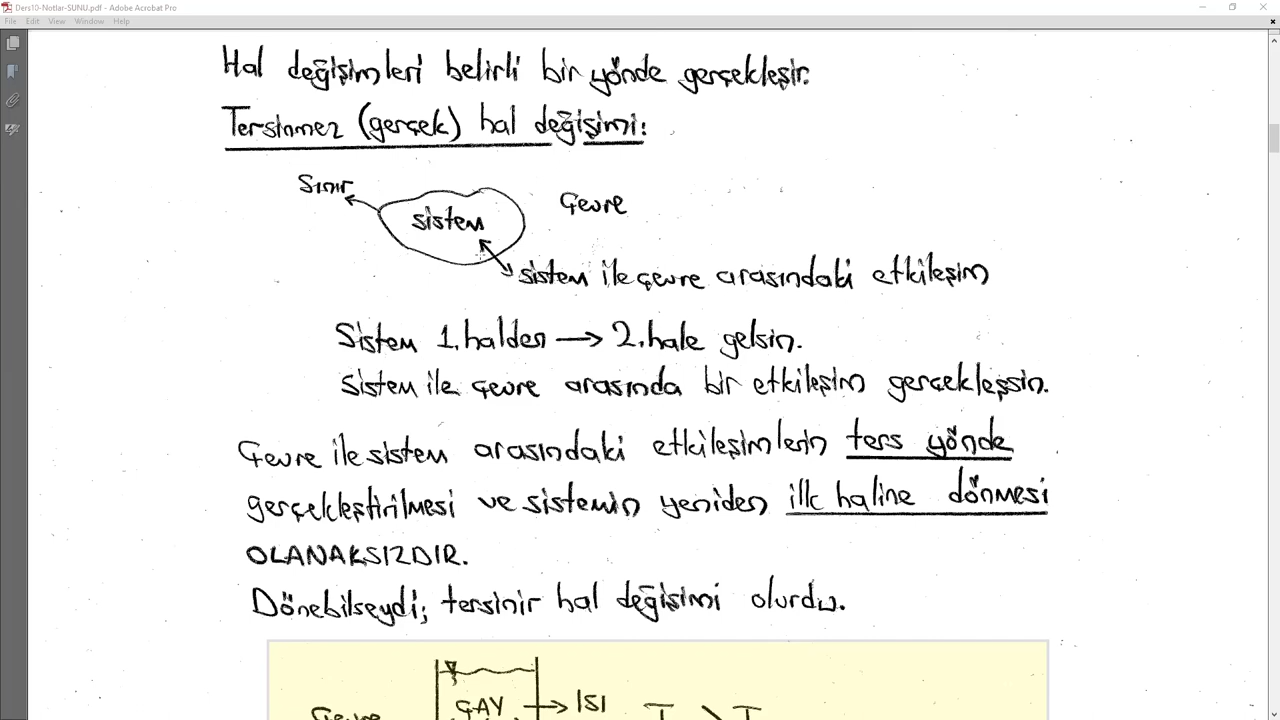 Ders10-Notlar-SUNU.pdf - Adobe Acrobat Pro
File Edit View Window Help
Hal değişimleri belirli bir yönde gerçekleşir.
Tersinmez (gerçek) hal değişimi:
Sınır
sistem
Çevre
sistem ile çevre arasındaki etkileşim
Sistem 1. halden → 2. hale gelsin.
sistem ile çevre arasında bir etkileşim gerçekleşsin.
Çevre ile sistem arasındaki etkileşimlerin ters yönde
gerçekleştirilmesi ve sistemin yeniden ilk haline dönmesi
OLANAKSIZDIR.
Dönebilseydi; tersinir hal değişimi olurdu.
ÇAY → ISI
Çevre
T > T